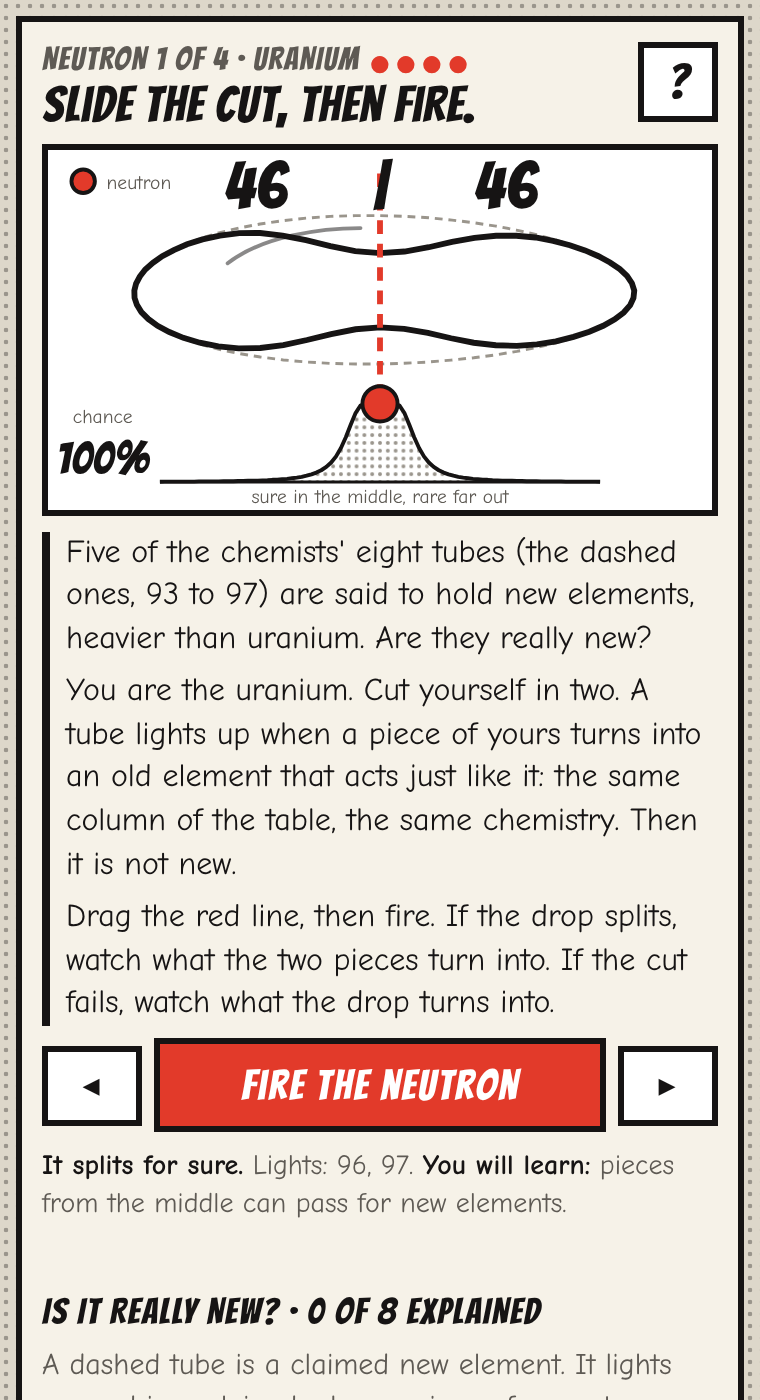 NEUTRON 1 OF 4 · URANIUM
SLIDE THE CUT, THEN FIRE.
?
neutron
46 / 46
chance
100%
sure in the middle, rare far out
Five of the chemists' eight tubes (the dashed
ones, 93 to 97) are said to hold new elements,
heavier than uranium. Are they really new?
You are the uranium. Cut yourself in two. A
tube lights up when a piece of yours turns into
an old element that acts just like it: the same
column of the table, the same chemistry. Then
it is not new.
Drag the red line, then fire. If the drop splits,
watch what the two pieces turn into. If the cut
fails, watch what the drop turns into.
◄ FIRE THE NEUTRON ►
It splits for sure. Lights: 96, 97. You will learn: pieces
from the middle can pass for new elements.
IS IT REALLY NEW? · 0 OF 8 EXPLAINED
A dashed tube is a claimed new element. It lights